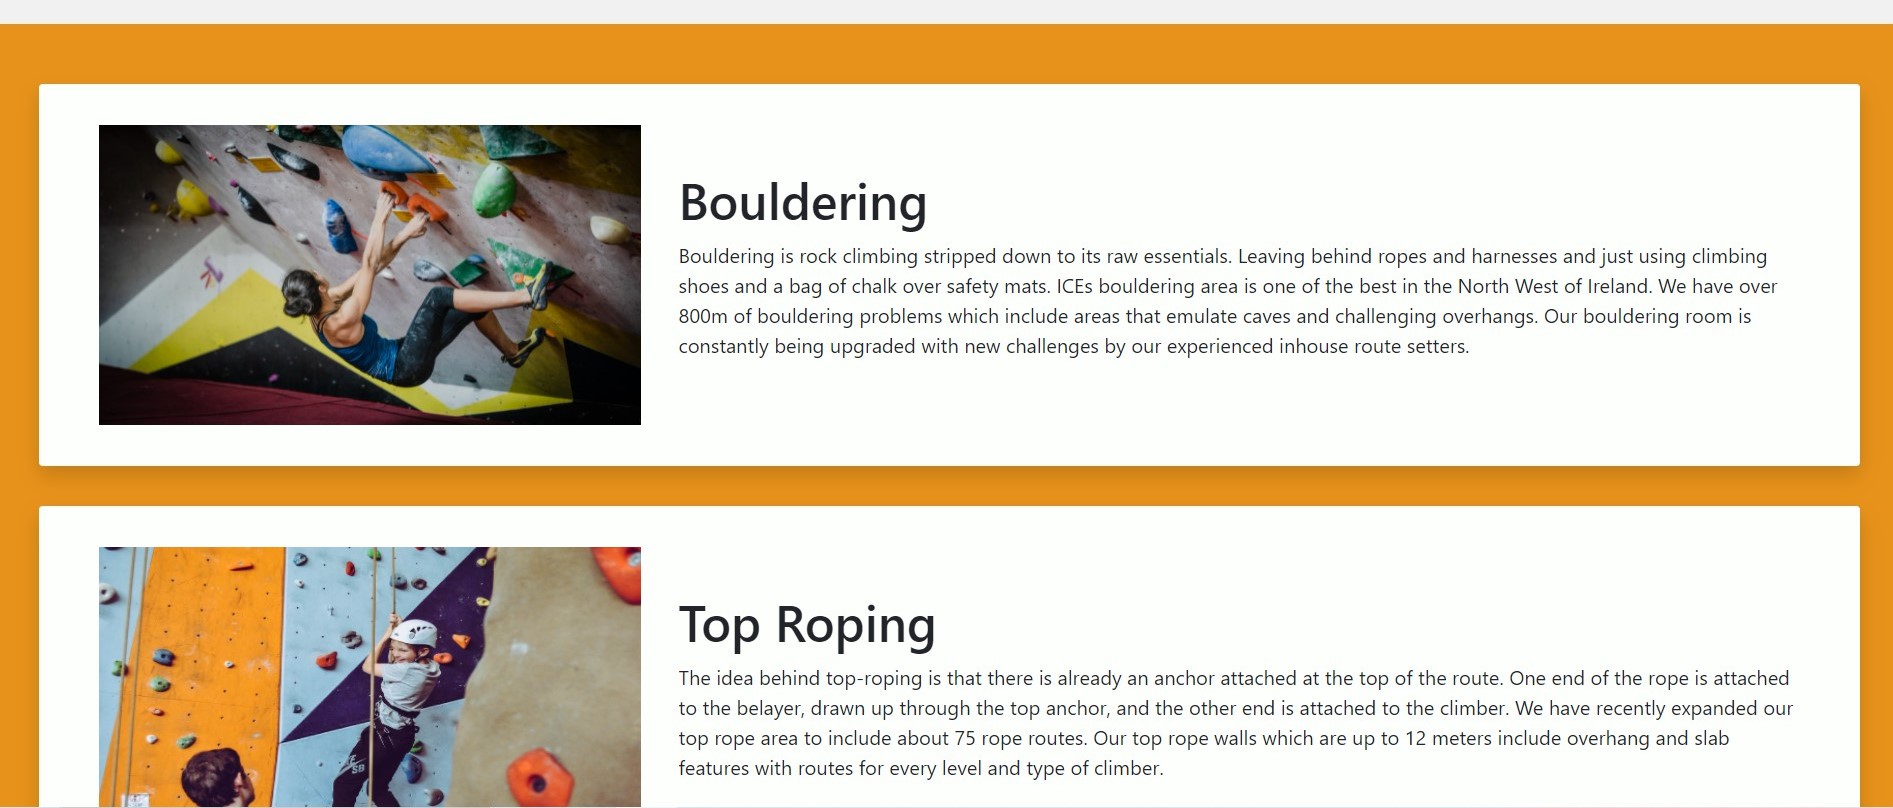 Bouldering
Bouldering is rock climbing stripped down to its raw essentials. Leaving behind ropes and harnesses and just using climbing
shoes and a bag of chalk over safety mats. ICEs bouldering area is one of the best in the North West of Ireland. We have over
800m of bouldering problems which include areas that emulate caves and challenging overhangs. Our bouldering room is
constantly being upgraded with new challenges by our experienced inhouse route setters.
Top Roping
The idea behind top-roping is that there is already an anchor attached at the top of the route. One end of the rope is attached
to the belayer, drawn up through the top anchor, and the other end is attached to the climber. We have recently expanded our
top rope area to include about 75 rope routes. Our top rope walls which are up to 12 meters include overhang and slab
features with routes for every level and type of climber.